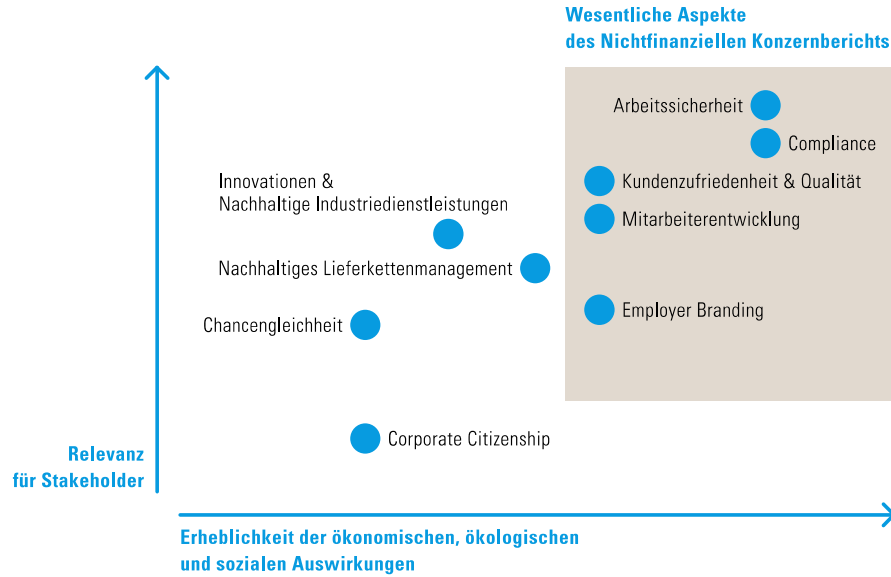 Wesentliche Aspekte
des Nichtfinanziellen Konzernberichts
Arbeitssicherheit
Compliance
Innovationen &
Nachhaltige Industriedienstleistungen
Kundenzufriedenheit & Qualität
Mitarbeiterentwicklung
Nachhaltiges Lieferkettenmanagement
Employer Branding
Chancengleichheit
Corporate Citizenship
Relevanz
für Stakeholder
Erheblichkeit der ökonomischen, ökologischen
und sozialen Auswirkungen